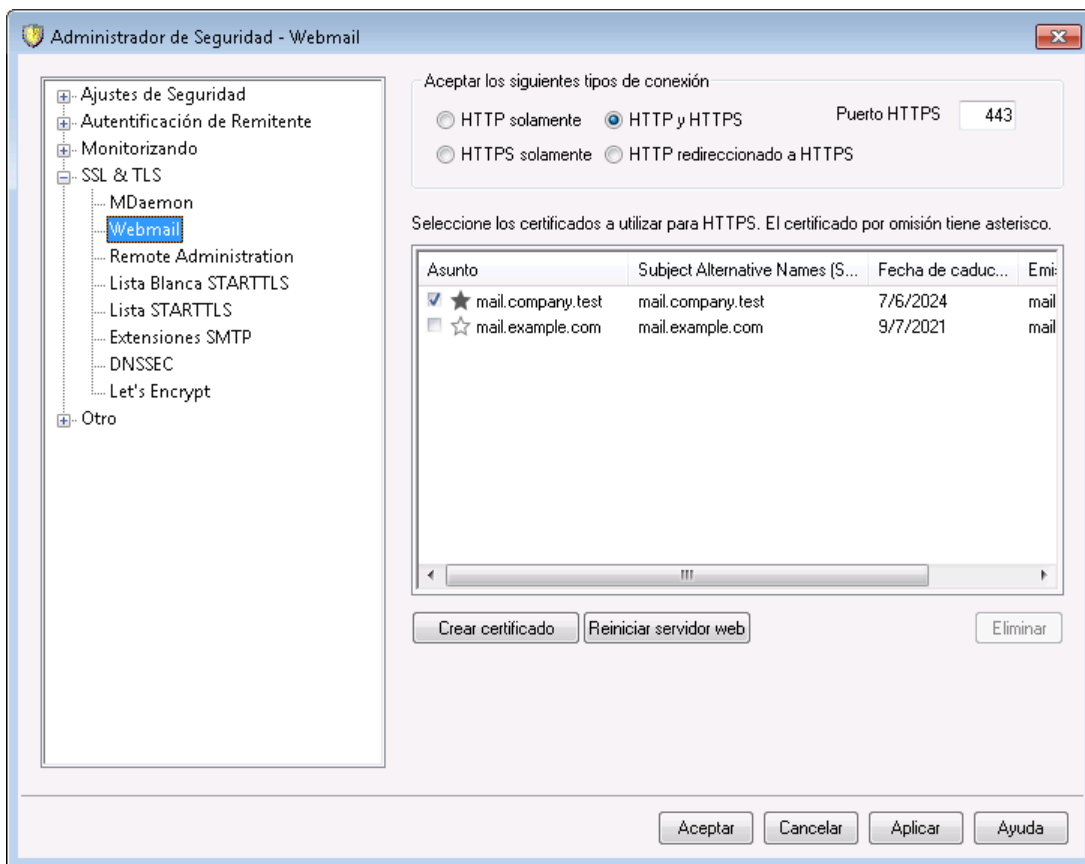 Administrador de Seguridad - Webmail
Ajustes de Seguridad
Autentificación de Remitente
Monitorizando
SSL & TLS
MDaemon
Webmail
Remote Administration
Lista Blanca STARTTLS
Lista STARTTLS
Extensiones SMTP
DNSSEC
Let's Encrypt
Otro
Aceptar los siguientes tipos de conexión
HTTP solamente HTTP y HTTPS Puerto HTTPS 443
HTTPS solamente HTTP redireccionado a HTTPS
Seleccione los certificados a utilizar para HTTPS. El certificado por omisión tiene asterisco.
Asunto Subject Alternative Names (S... Fecha de caduc... Emi
mail.company.test mail.company.test 7/6/2024 mail
mail.example.com mail.example.com 9/7/2021 mail
Crear certificado Reiniciar servidor web Eliminar
Aceptar Cancelar Aplicar Ayuda